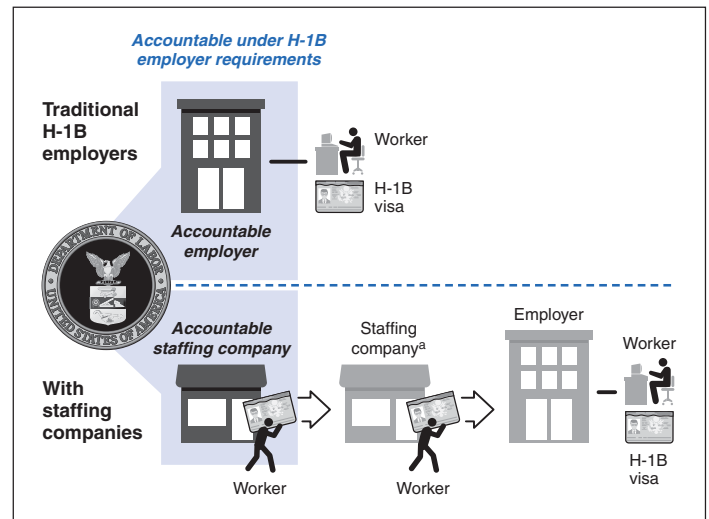 Accountable under H-1B
employer requirements
Traditional
H-1B
employers
Worker
H-1B
visa
Accountable
employer
DEPARTMENT OF LABOR
UNITED STATES OF AMERICA
Accountable
staffing company
Staffing
companyᵃ
Employer
Worker
With
staffing
companies
H-1B
visa
Worker
Worker